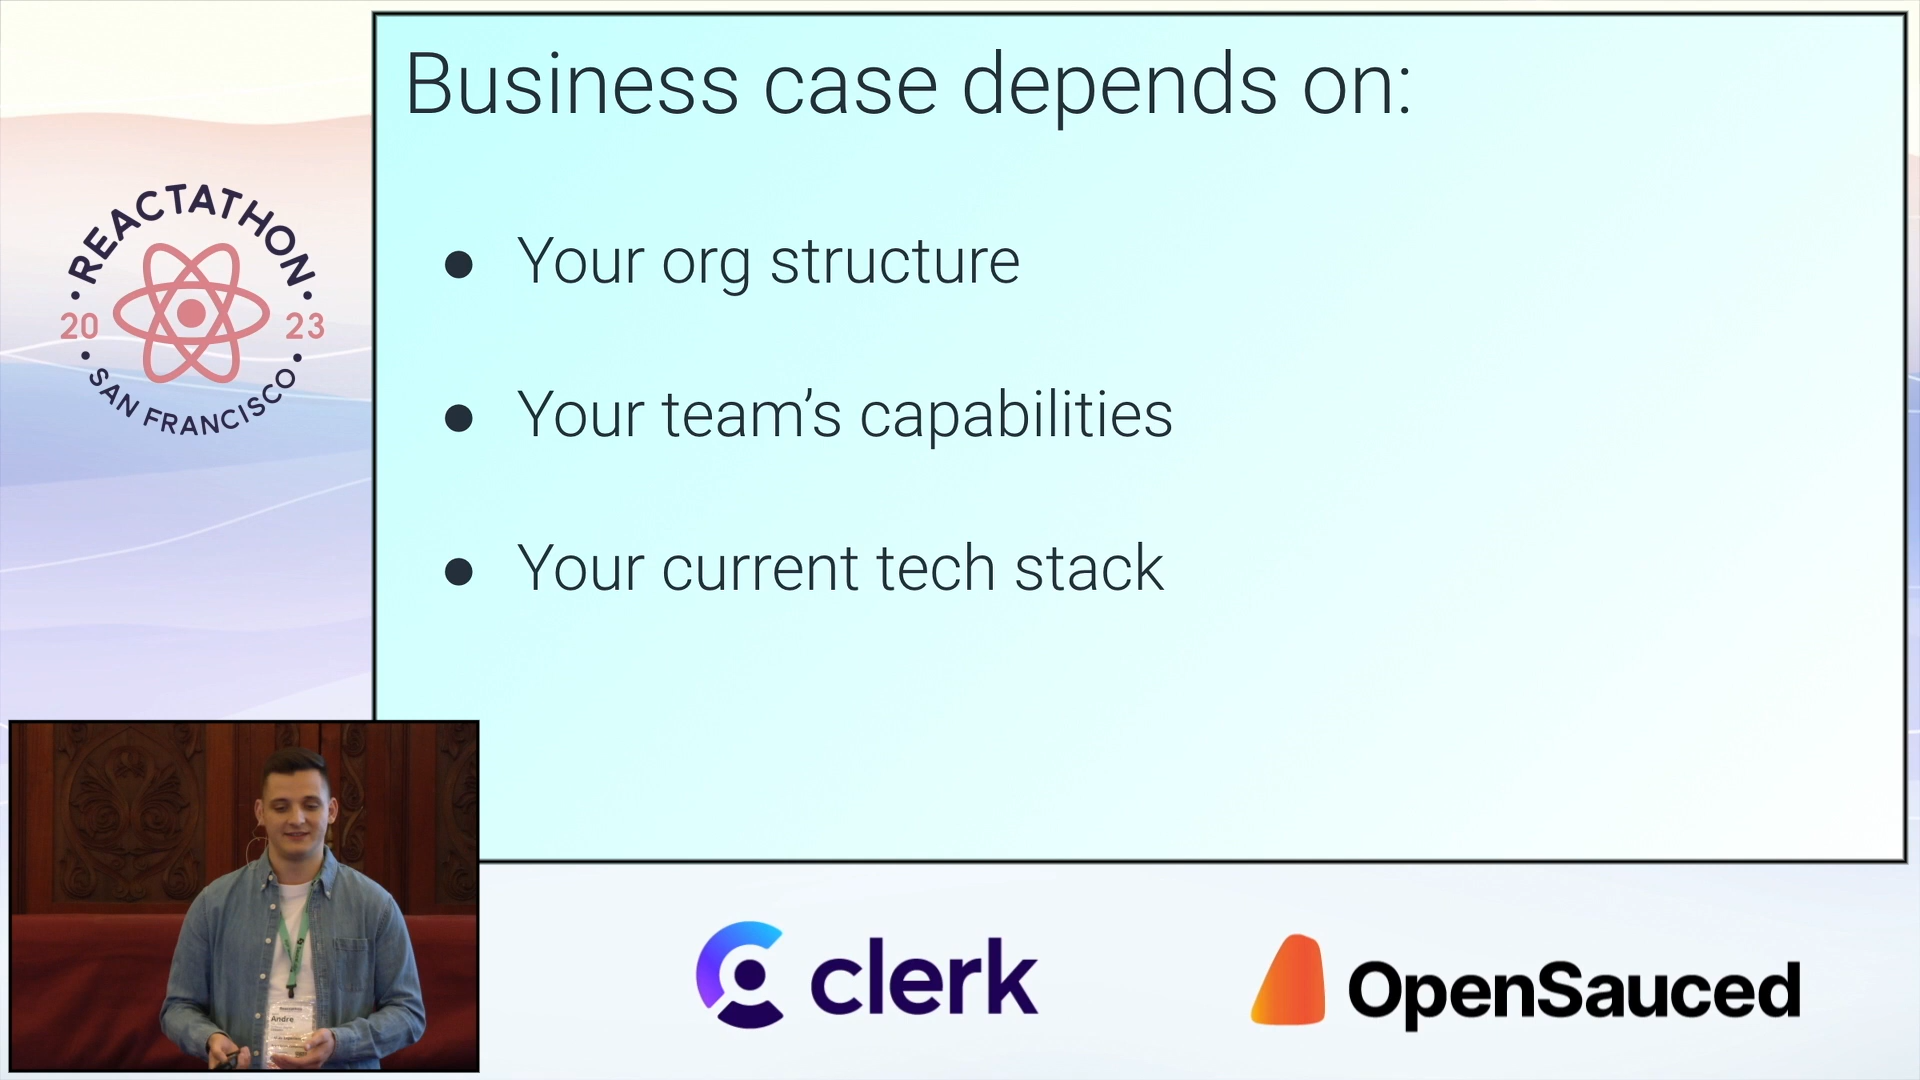 Business case depends on:
● Your org structure
● Your team’s capabilities
● Your current tech stack
• REACTATHON •
20 23
• SAN FRANCISCO •
Andre
clerk
OpenSauced